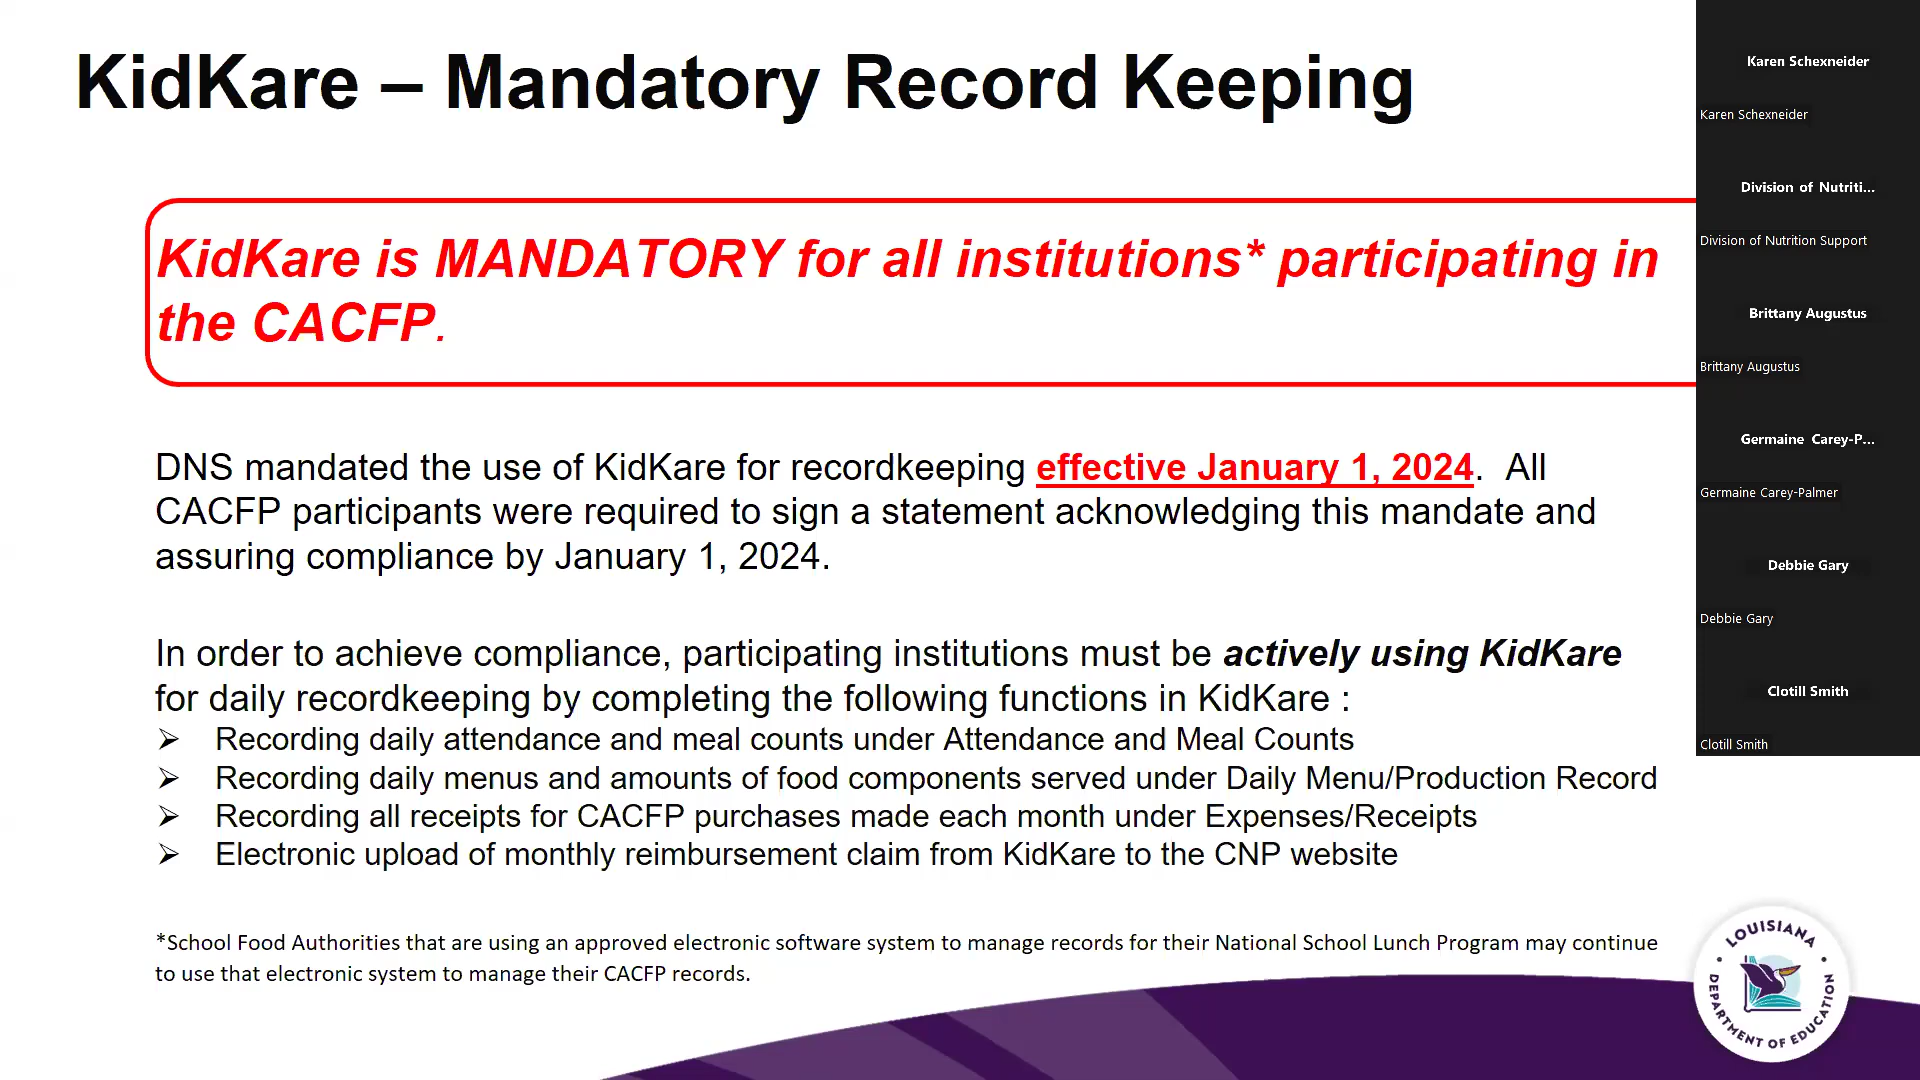 KidKare – Mandatory Record Keeping
KidKare is MANDATORY for all institutions* participating in
the CACFP.
DNS mandated the use of KidKare for recordkeeping effective January 1, 2024.  All
CACFP participants were required to sign a statement acknowledging this mandate and
assuring compliance by January 1, 2024.
In order to achieve compliance, participating institutions must be actively using KidKare
for daily recordkeeping by completing the following functions in KidKare :
➢ Recording daily attendance and meal counts under Attendance and Meal Counts
➢ Recording daily menus and amounts of food components served under Daily Menu/Production Record
➢ Recording all receipts for CACFP purchases made each month under Expenses/Receipts
➢ Electronic upload of monthly reimbursement claim from KidKare to the CNP website
*School Food Authorities that are using an approved electronic software system to manage records for their National School Lunch Program may continue
to use that electronic system to manage their CACFP records.
LOUISIANA
DEPARTMENT OF EDUCATION
Karen Schexneider
Karen Schexneider
Division of Nutriti...
Division of Nutrition Support
Brittany Augustus
Brittany Augustus
Germaine Carey-P...
Germaine Carey-Palmer
Debbie Gary
Debbie Gary
Clotill Smith
Clotill Smith